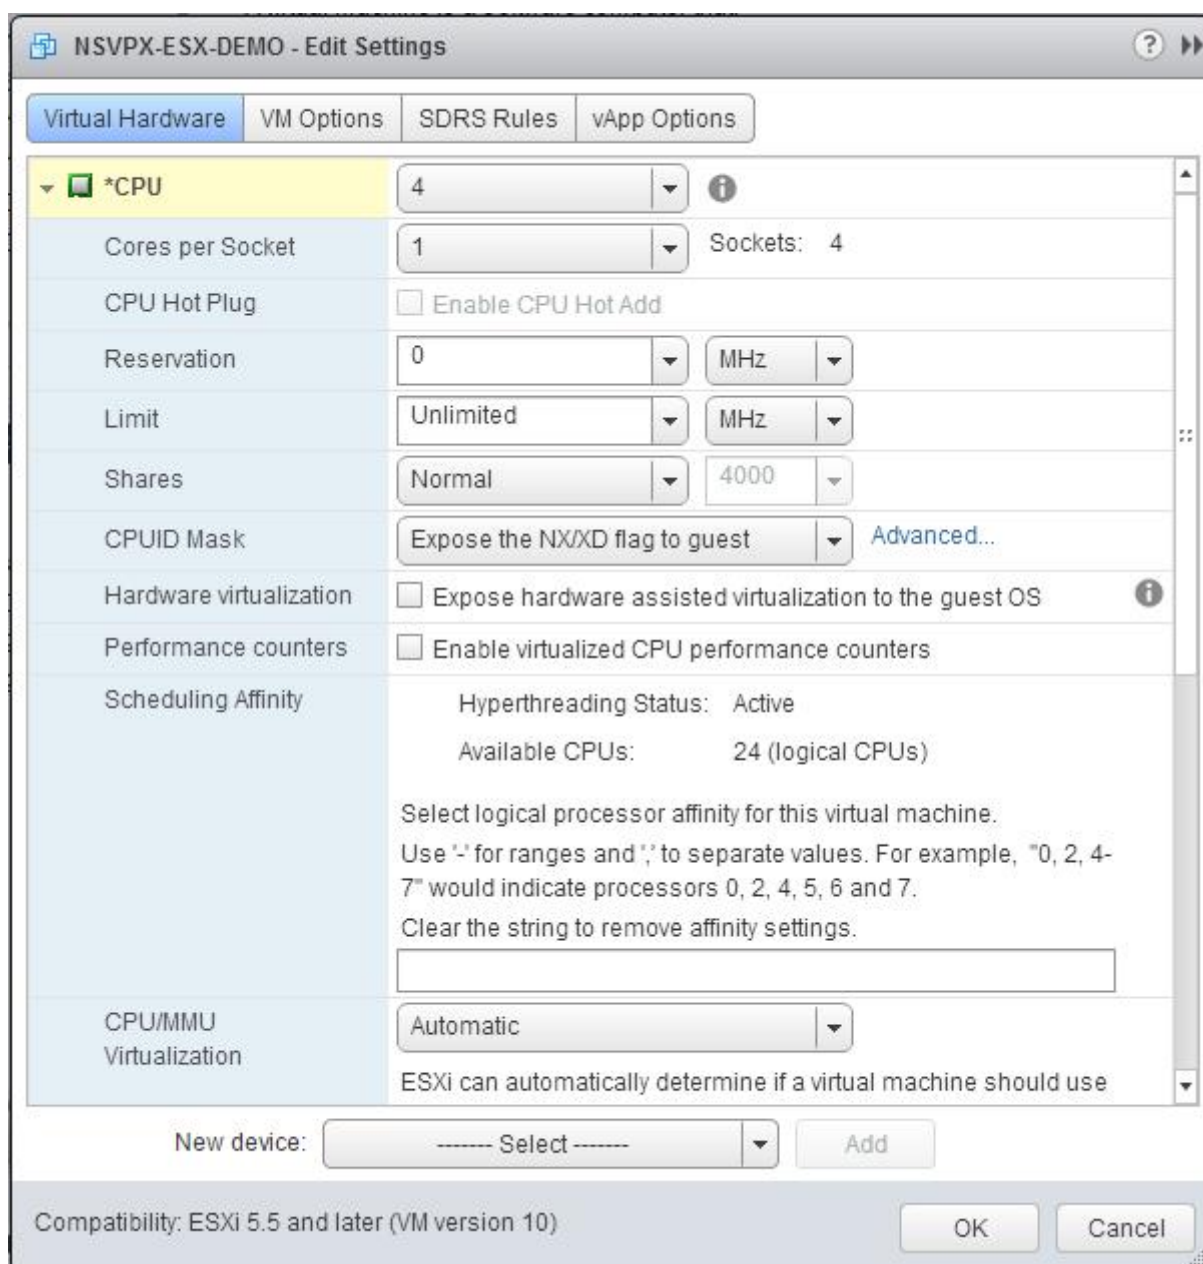 NSVPX-ESX-DEMO - Edit Settings
?
Virtual Hardware VM Options SDRS Rules vApp Options
*CPU 4
Cores per Socket 1 Sockets: 4
CPU Hot Plug Enable CPU Hot Add
Reservation 0 MHz
Limit Unlimited MHz
Shares Normal 4000
CPUID Mask Expose the NX/XD flag to guest Advanced...
Hardware virtualization Expose hardware assisted virtualization to the guest OS
Performance counters Enable virtualized CPU performance counters
Scheduling Affinity Hyperthreading Status: Active
Available CPUs: 24 (logical CPUs)
Select logical processor affinity for this virtual machine.
Use '-' for ranges and ',' to separate values. For example, "0, 2, 4-
7" would indicate processors 0, 2, 4, 5, 6 and 7.
Clear the string to remove affinity settings.
CPU/MMU Automatic
Virtualization
ESXi can automatically determine if a virtual machine should use
New device: ------- Select ------- Add
Compatibility: ESXi 5.5 and later (VM version 10) OK Cancel